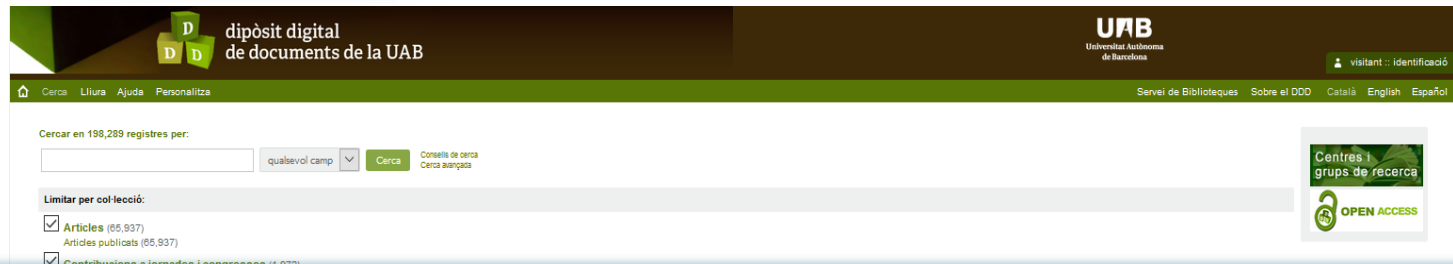 D
D D
dipòsit digital
de documents de la UAB
UAB
Universitat Autònoma
de Barcelona
visitant :: identificació
Cerca Lliura Ajuda Personalitza
Servei de Biblioteques Sobre el DDD Català English Español
Cercar en 198,289 registres per:
qualsevol camp Cerca
Consells de cerca
Cerca avançada
Limitar per col·lecció:
Articles (65,937)
Articles publicats (65,937)
Contribucions a jornades i congressos
Centres i
grups de recerca
OPEN ACCESS